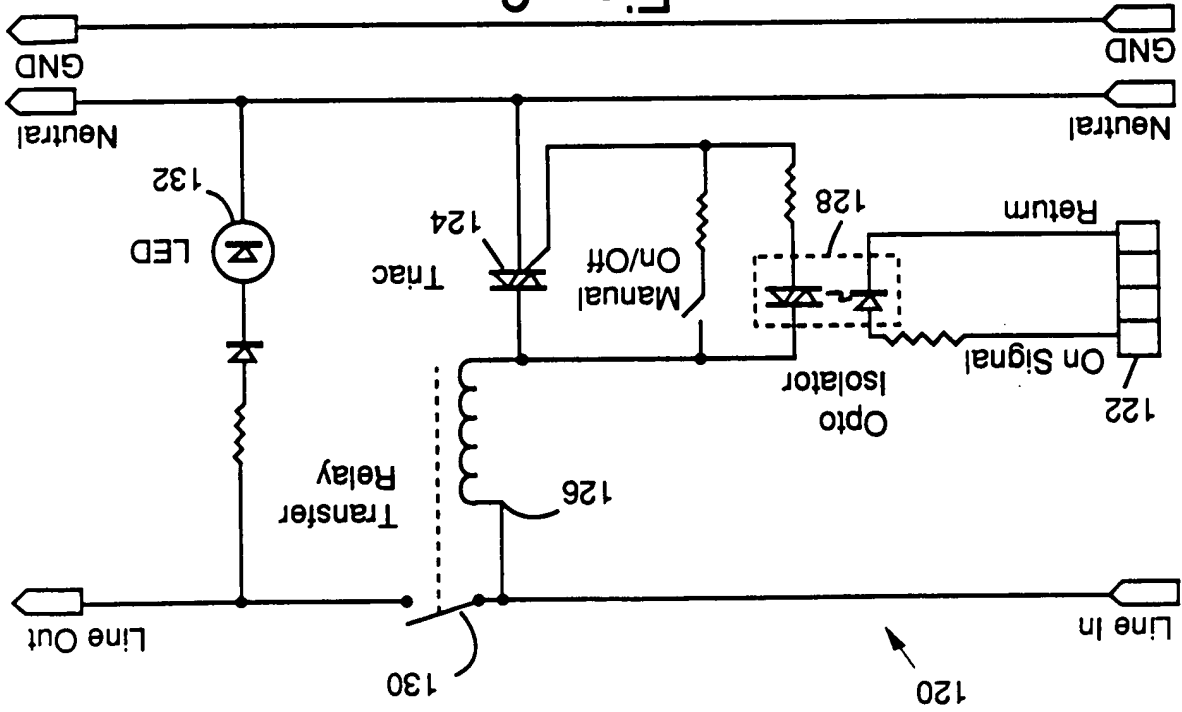 120
130
Line In
Line Out
126
Transfer
Relay
122
Opto
Isolator
On Signal
Manual
On/Off
Triac
LED
Return
128
124
132
Neutral
Neutral
GND
GND